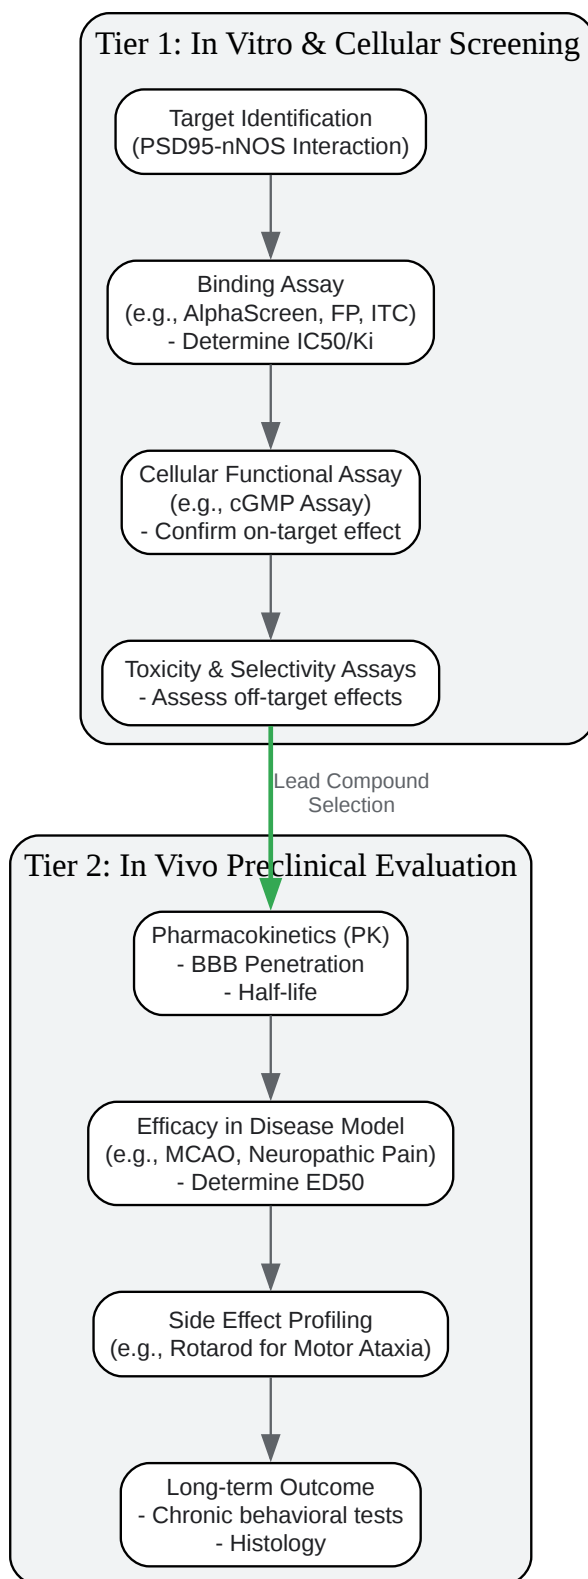 Tier 1: In Vitro & Cellular Screening
Target Identification
(PSD95-nNOS Interaction)
Binding Assay
(e.g., AlphaScreen, FP, ITC)
- Determine IC50/Ki
Cellular Functional Assay
(e.g., cGMP Assay)
- Confirm on-target effect
Toxicity & Selectivity Assays
- Assess off-target effects
Lead Compound
Selection
Tier 2: In Vivo Preclinical Evaluation
Pharmacokinetics (PK)
- BBB Penetration
- Half-life
Efficacy in Disease Model
(e.g., MCAO, Neuropathic Pain)
- Determine ED50
Side Effect Profiling
(e.g., Rotarod for Motor Ataxia)
Long-term Outcome
- Chronic behavioral tests
- Histology